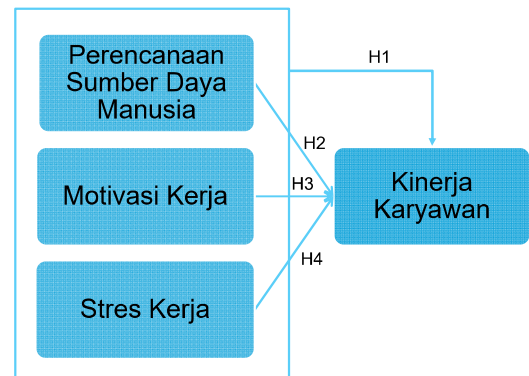 Perencanaan
Sumber Daya
Manusia
H1
H2
Motivasi Kerja
H3
Kinerja
Karyawan
H4
Stres Kerja